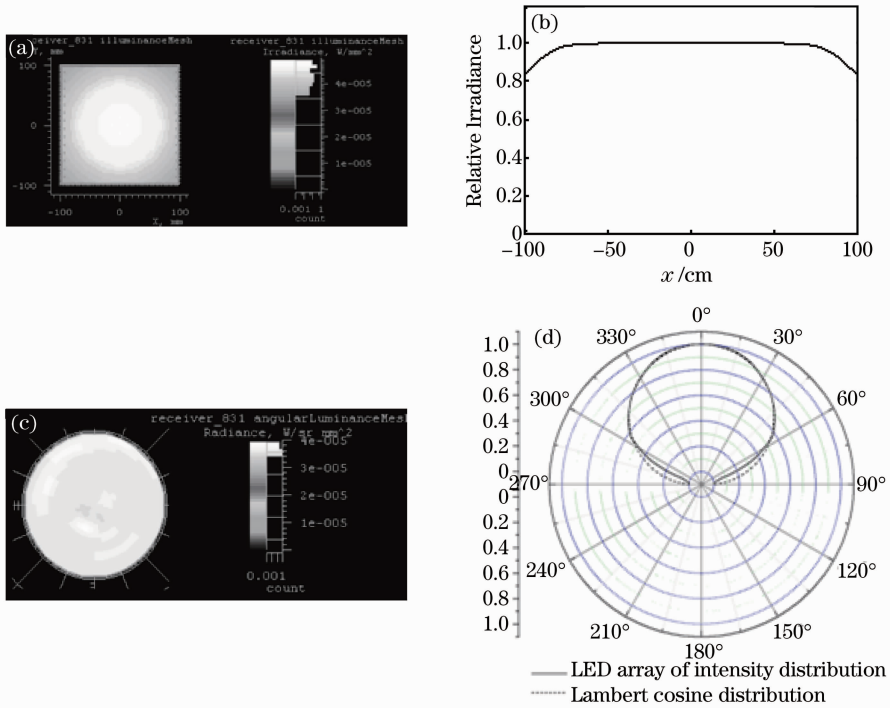 (a)
receiver_831 illuminanceMesh
Y, mm
100
0
-100
-100 0 100
X, mm
receiver_831 illuminanceMesh
Irradiance, W/mm^2
4e-005
3e-005
2e-005
1e-005
0.001 1
count
(b)
Relative Irradiance
1.0
0.8
0.6
0.4
0.2
0
−100 −50 0 50 100
x /cm
(c)
receiver_831 angularLuminanceMesh
Radiance, W/sr mm^2
4e-005
3e-005
2e-005
1e-005
0.001
count
(d)
0°
330° 30°
300° 60°
270° 90°
240° 120°
210° 150°
180°
1.0
0.8
0.6
0.4
0.2
0
0
0.2
0.4
0.6
0.8
1.0
LED array of intensity distribution
Lambert cosine distribution